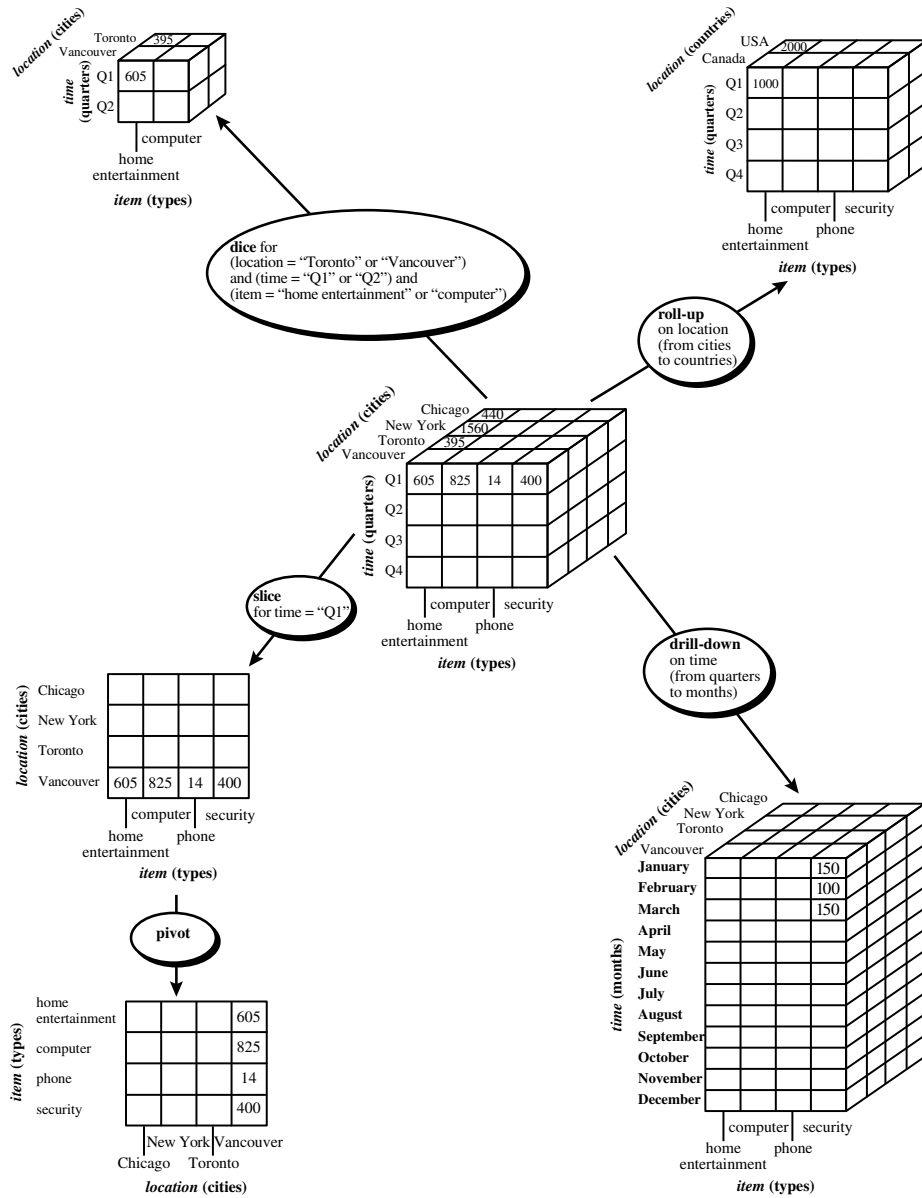 location (cities)
Toronto 395
Vancouver
time
(quarters)
Q1 605
Q2
computer
home
entertainment
item (types)
location (countries)
USA 2000
Canada
time (quarters)
Q1 1000
Q2
Q3
Q4
computer security
home phone
entertainment
item (types)
dice for
(location = “Toronto” or “Vancouver”)
and (time = “Q1” or “Q2”) and
(item = “home entertainment” or “computer”)
roll-up
on location
(from cities
to countries)
location (cities)
Chicago 440
New York 1560
Toronto 395
Vancouver
time (quarters)
Q1 605 825 14 400
Q2
Q3
Q4
computer security
home phone
entertainment
item (types)
slice
for time = “Q1”
drill-down
on time
(from quarters
to months)
location (cities)
Chicago
New York
Toronto
Vancouver 605 825 14 400
computer security
home phone
entertainment
item (types)
pivot
item (types)
home
entertainment 605
computer 825
phone 14
security 400
New York Vancouver
Chicago Toronto
location (cities)
location (cities)
Chicago
New York
Toronto
Vancouver
time (months)
January 150
February 100
March 150
April
May
June
July
August
September
October
November
December
computer security
home phone
entertainment
item (types)